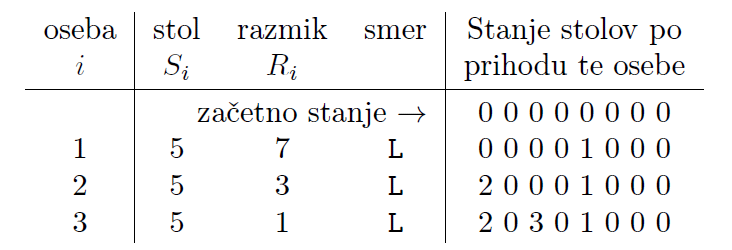 oseba stol razmik smer Stanje stolov po
i S_i R_i prihodu te osebe
začetno stanje → 0 0 0 0 0 0 0 0
1 5 7 L 0 0 0 0 1 0 0 0
2 5 3 L 2 0 0 0 1 0 0 0
3 5 1 L 2 0 3 0 1 0 0 0